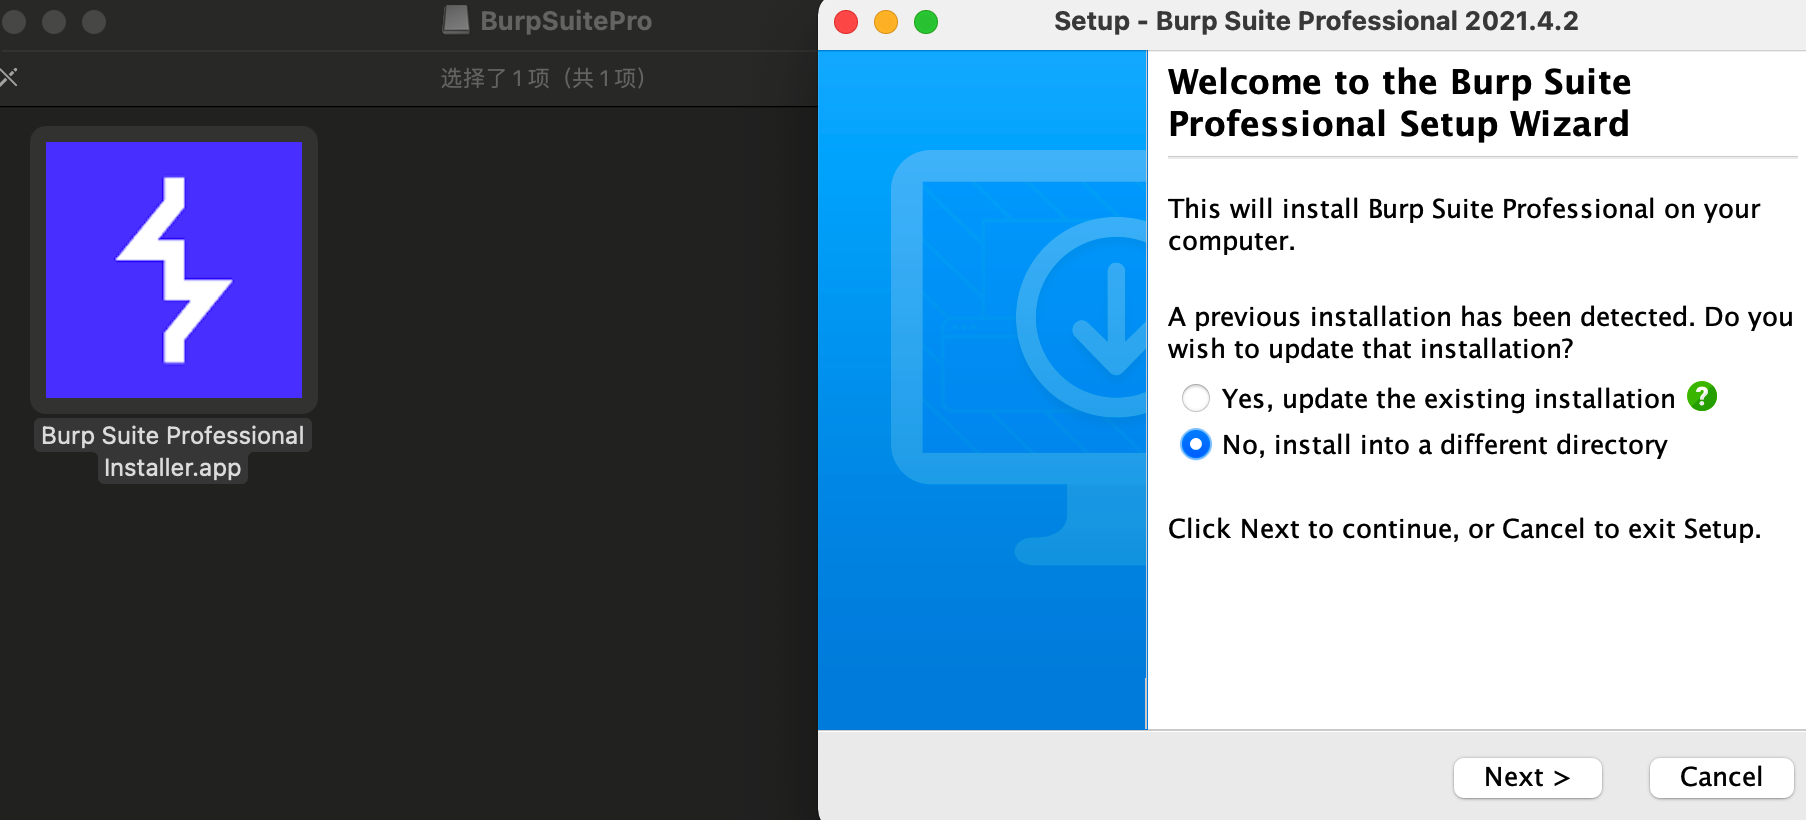 BurpSuitePro
选择了 1 项（共 1 项）
Burp Suite Professional
Installer.app
Setup - Burp Suite Professional 2021.4.2
Welcome to the Burp Suite
Professional Setup Wizard
This will install Burp Suite Professional on your
computer.
A previous installation has been detected. Do you
wish to update that installation?
Yes, update the existing installation ?
No, install into a different directory
Click Next to continue, or Cancel to exit Setup.
Next >
Cancel